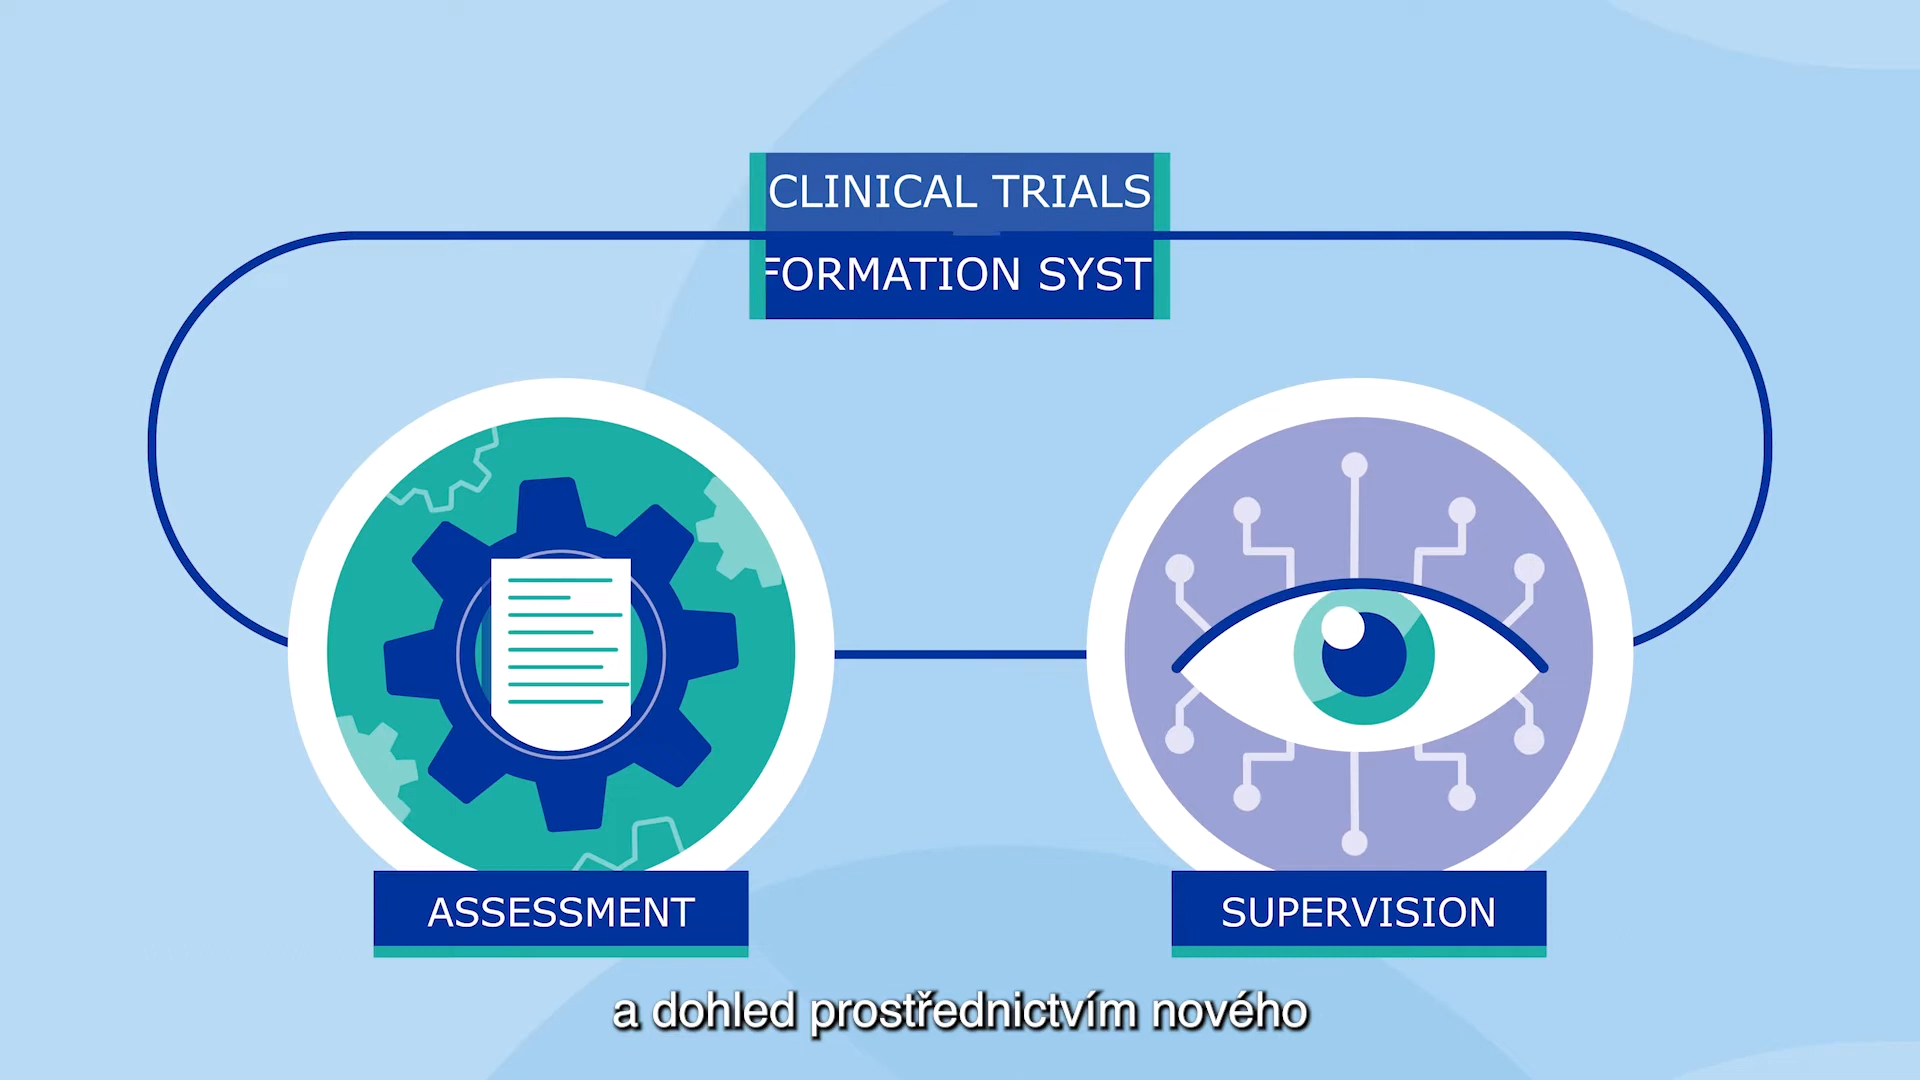 CLINICAL TRIALS
FORMATION SYST
ASSESSMENT
SUPERVISION
a dohled prostřednictvím nového